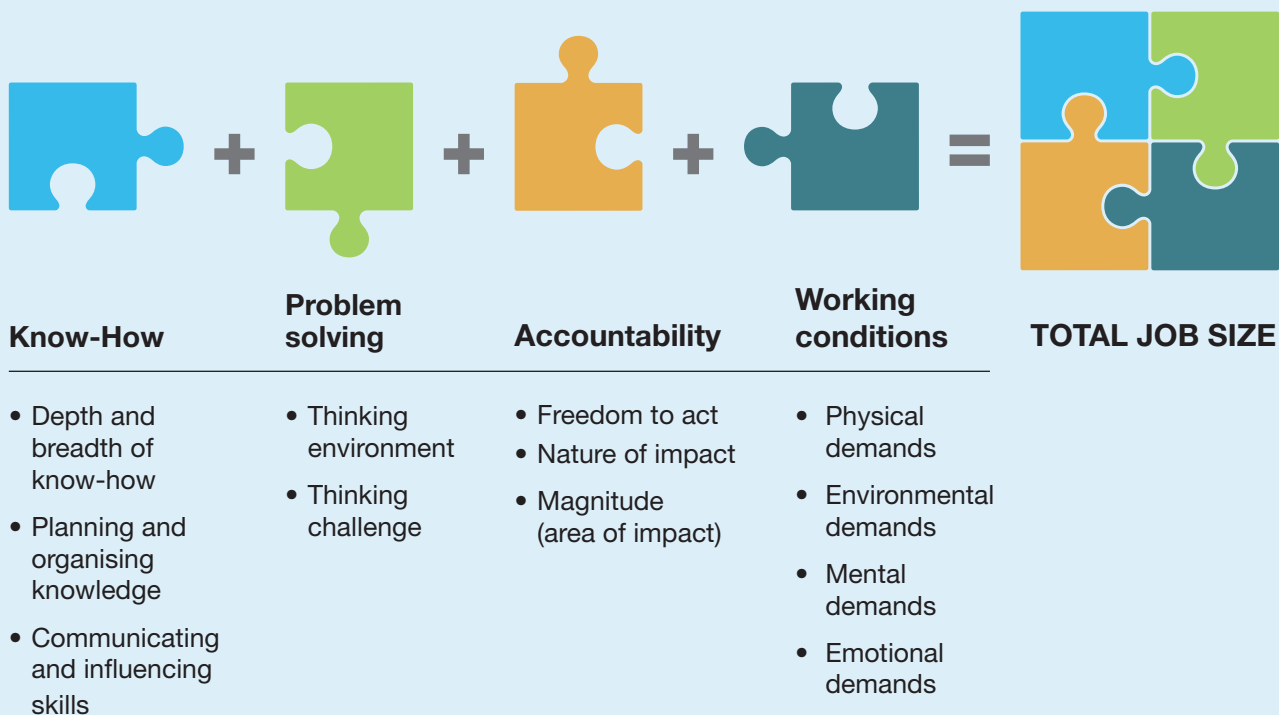 Know-How
Problem
solving
Accountability
Working
conditions
TOTAL JOB SIZE
• Depth and
breadth of
know-how
• Planning and
organising
knowledge
• Communicating
and influencing
skills
• Thinking
environment
• Thinking
challenge
• Freedom to act
• Nature of impact
• Magnitude
(area of impact)
• Physical
demands
• Environmental
demands
• Mental
demands
• Emotional
demands